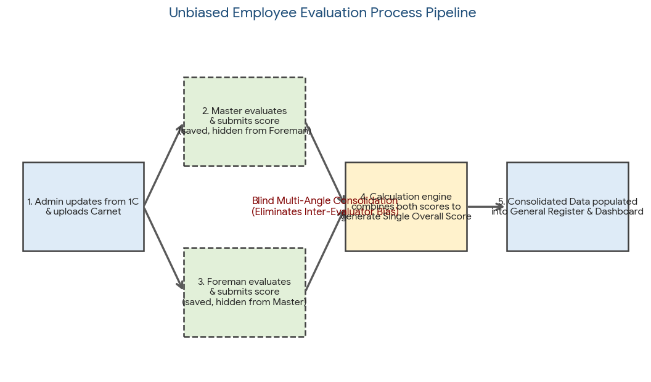 Unbiased Employee Evaluation Process Pipeline
2. Master evaluates
& submits score
(saved, hidden from Foreman)
1. Admin updates from 1C
& uploads Carnet
Blind Multi-Angle Consolidation
(Eliminates Inter-Evaluator Bias)
4. Calculation engine
combines both scores to
generate Single Overall Score
5. Consolidated Data populated
into General Register & Dashboard
3. Foreman evaluates
& submits score
(saved, hidden from Master)